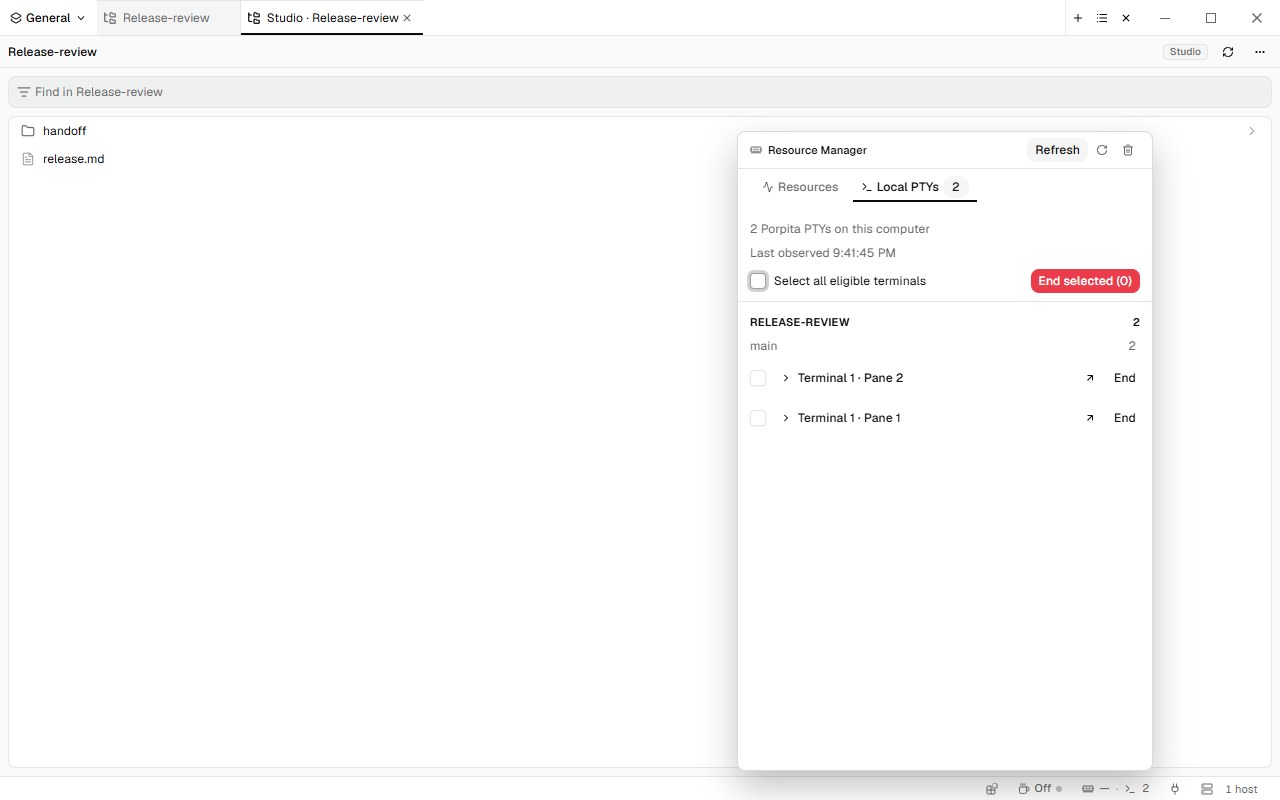 General
Release-review
Studio · Release-review
Release-review
Studio
Find in Release-review
handoff
release.md
Resource Manager
Refresh
Resources
Local PTYs 2
2 Porpita PTYs on this computer
Last observed 9:41:45 PM
Select all eligible terminals
End selected (0)
RELEASE-REVIEW 2
main 2
Terminal 1 · Pane 2 End
Terminal 1 · Pane 1 End
Off — · 2 1 host